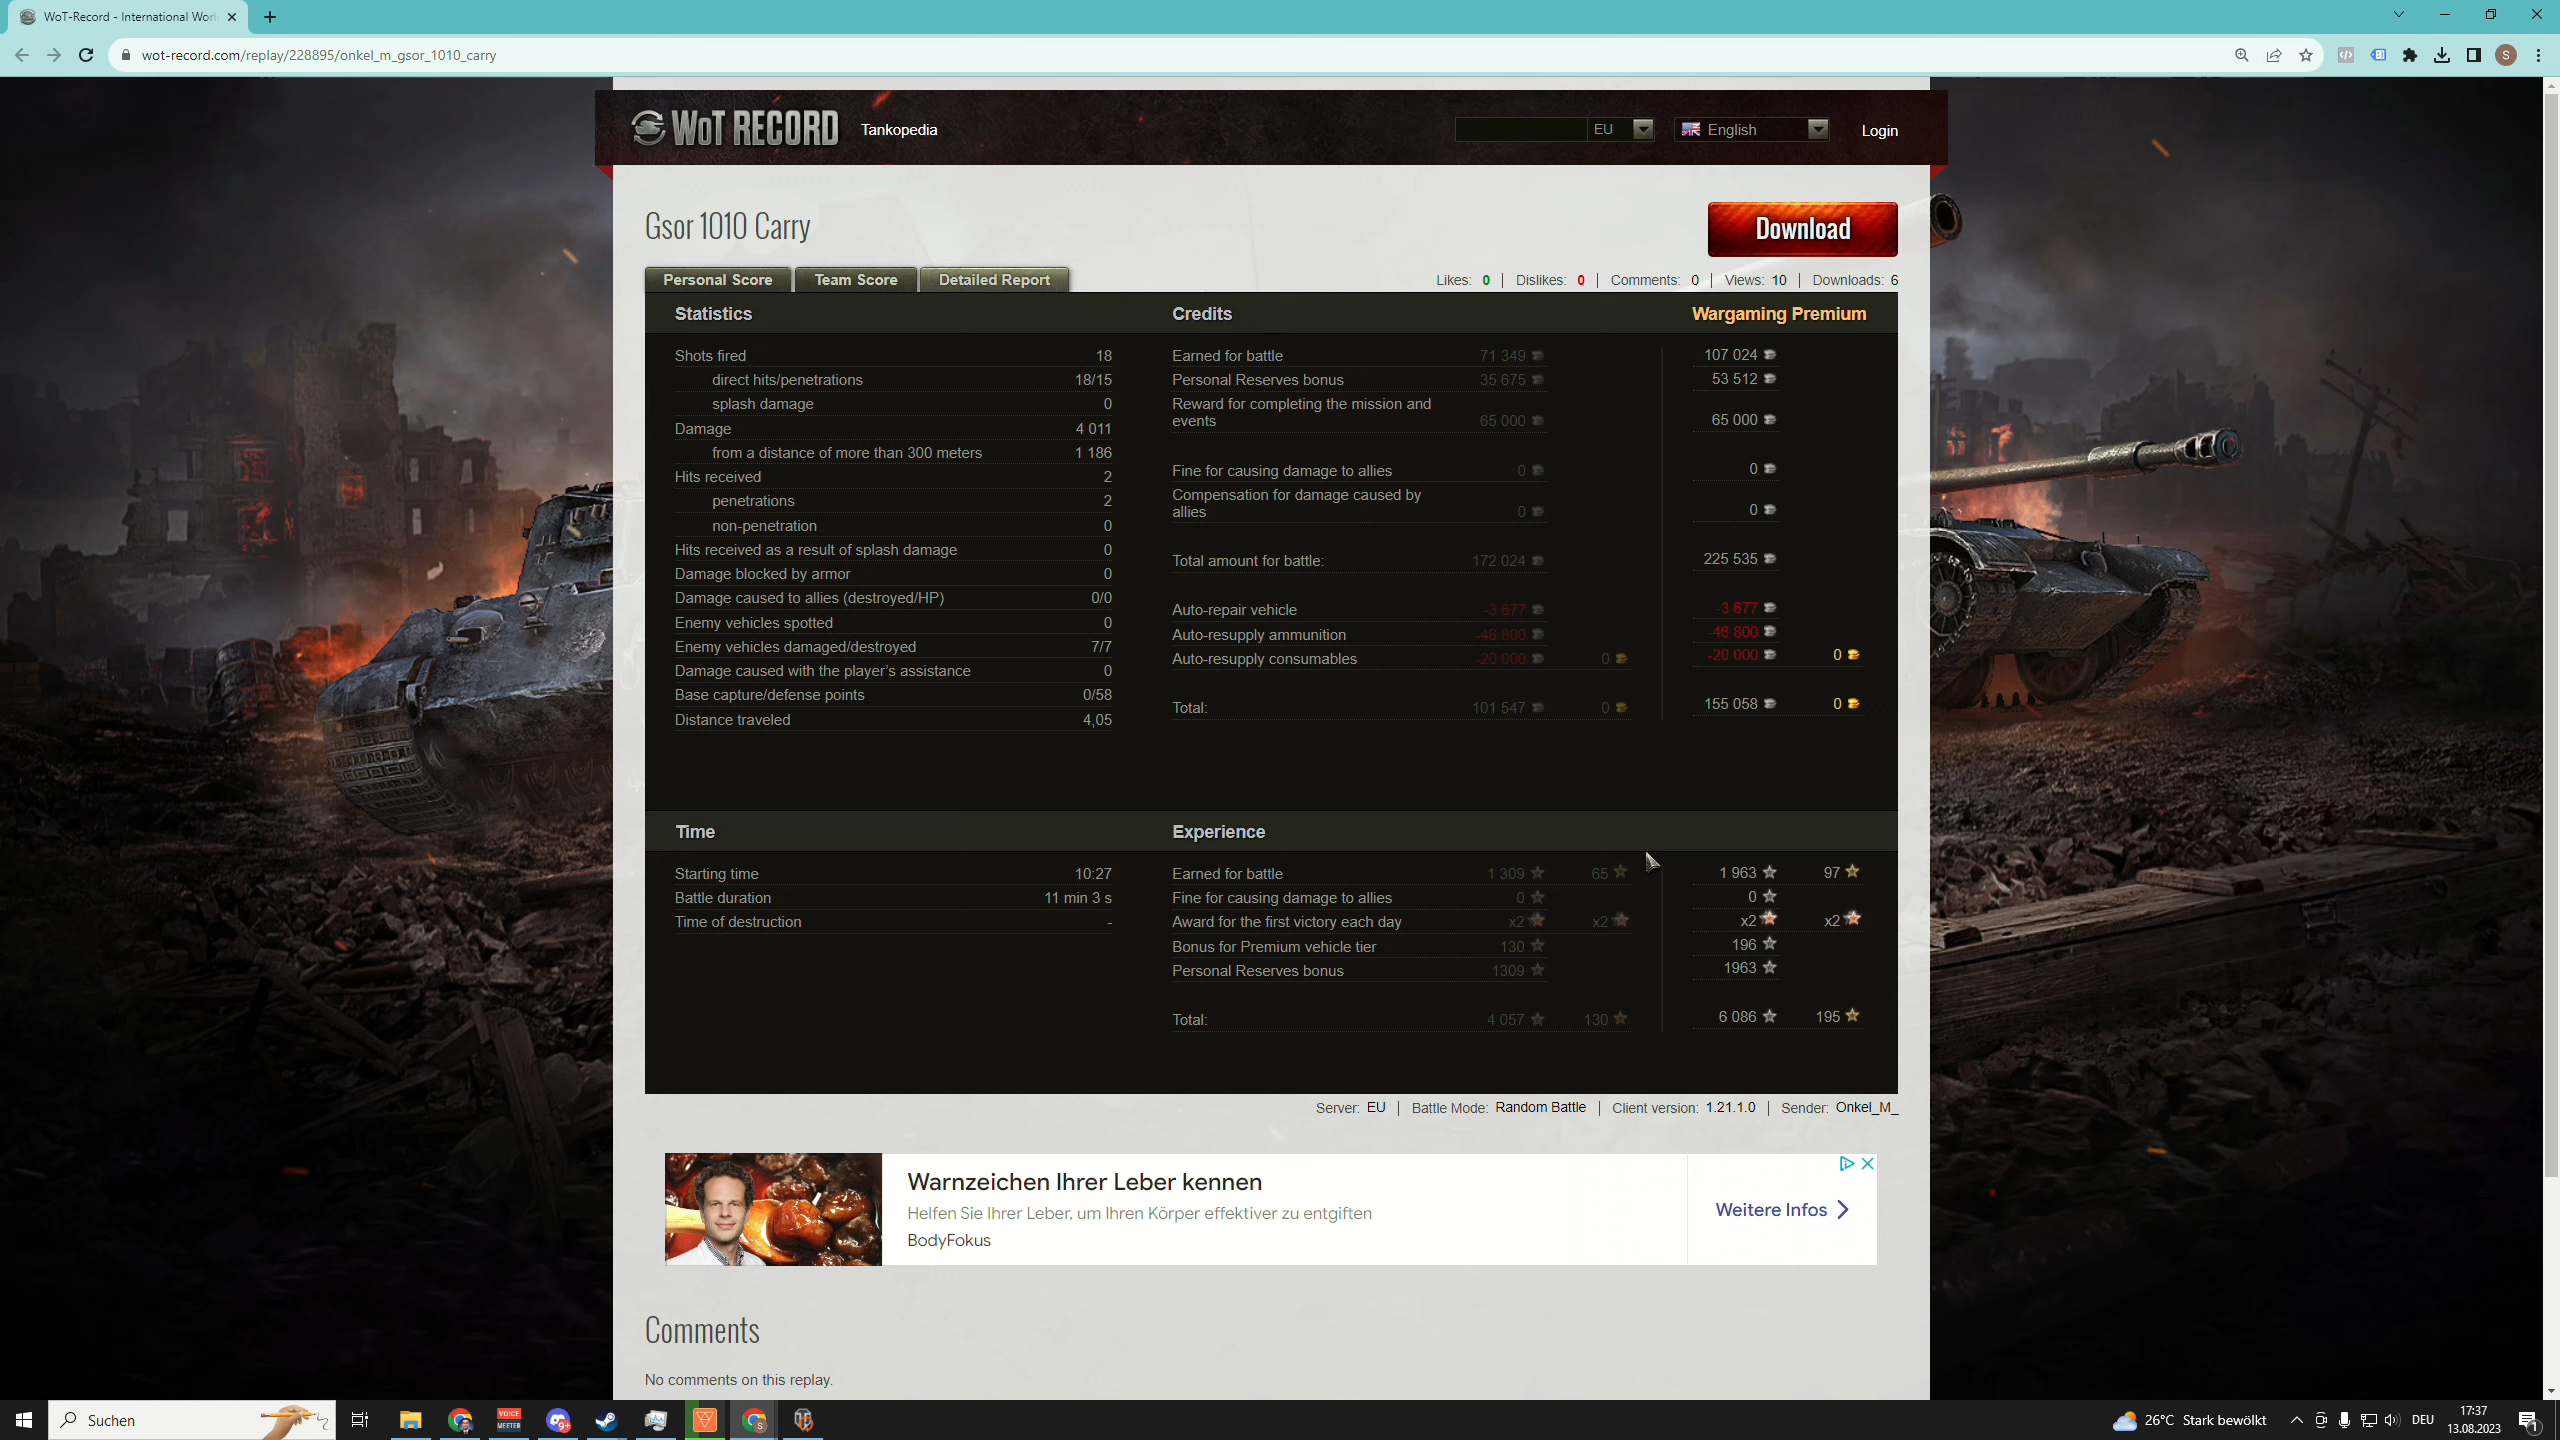 WoT-Record - International Worl
wot-record.com/replay/228895/onkel_m_gsor_1010_carry
S
WoT RECORD
Tankopedia
EU
English
Login
Gsor 1010 Carry
Download
Personal Score
Team Score
Detailed Report
Likes: 0 | Dislikes: 0 | Comments: 0 | Views: 10 | Downloads: 6
Statistics
Credits
Wargaming Premium
Shots fired 18
direct hits/penetrations 18/15
splash damage 0
Damage 4 011
from a distance of more than 300 meters 1 186
Hits received 2
penetrations 2
non-penetration 0
Hits received as a result of splash damage 0
Damage blocked by armor 0
Damage caused to allies (destroyed/HP) 0/0
Enemy vehicles spotted 0
Enemy vehicles damaged/destroyed 7/7
Damage caused with the player's assistance 0
Base capture/defense points 0/58
Distance traveled 4,05
Earned for battle 71 349 107 024
Personal Reserves bonus 35 675 53 512
Reward for completing the mission and
events 65 000 65 000
Fine for causing damage to allies 0 0
Compensation for damage caused by
allies 0 0
Total amount for battle: 172 024 225 535
Auto-repair vehicle -3 677 -3 677
Auto-resupply ammunition -46 800 -46 800
Auto-resupply consumables -20 000 0 -20 000 0
Total: 101 547 0 155 058 0
Time
Experience
Starting time 10:27
Battle duration 11 min 3 s
Time of destruction -
Earned for battle 1 309 65 1 963 97
Fine for causing damage to allies 0 0
Award for the first victory each day x2 x2 x2 x2
Bonus for Premium vehicle tier 130 196
Personal Reserves bonus 1309 1963
Total: 4 057 130 6 086 195
Server: EU | Battle Mode: Random Battle | Client version: 1.21.1.0 | Sender: Onkel_M_
Warnzeichen Ihrer Leber kennen
Helfen Sie Ihrer Leber, um Ihren Körper effektiver zu entgiften
BodyFokus
Weitere Infos
Comments
No comments on this replay.
Suchen
VOICE
MEETER
9+
S
26°C Stark bewölkt
DEU
17:37
13.08.2023
1